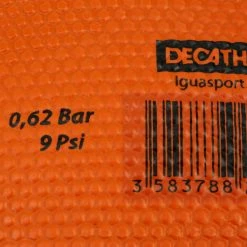 DECATH
Iguasport
0,62 Bar
9 Psi
3 583788